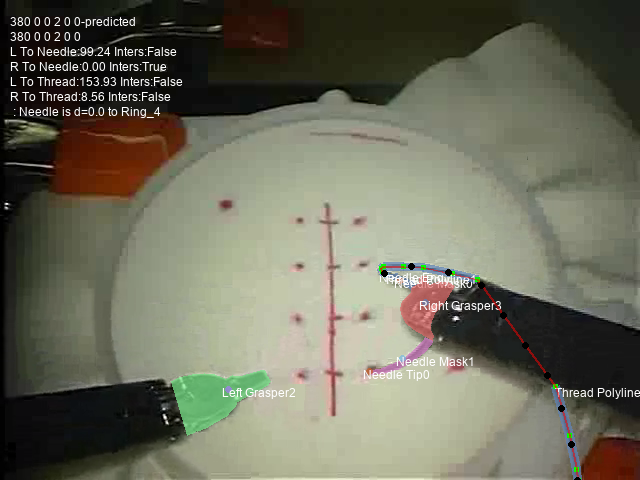 380 0 0 2 0 0-predicted
380 0 0 2 0 0
L To Needle:99.24 Inters:False
R To Needle:0.00 Inters:True
L To Thread:153.93 Inters:False
R To Thread:8.56 Inters:False
: Needle is d=0.0 to Ring_4
Right Grasper3
Needle Mask1
Needle Tip0
Left Grasper2
Thread Polyline